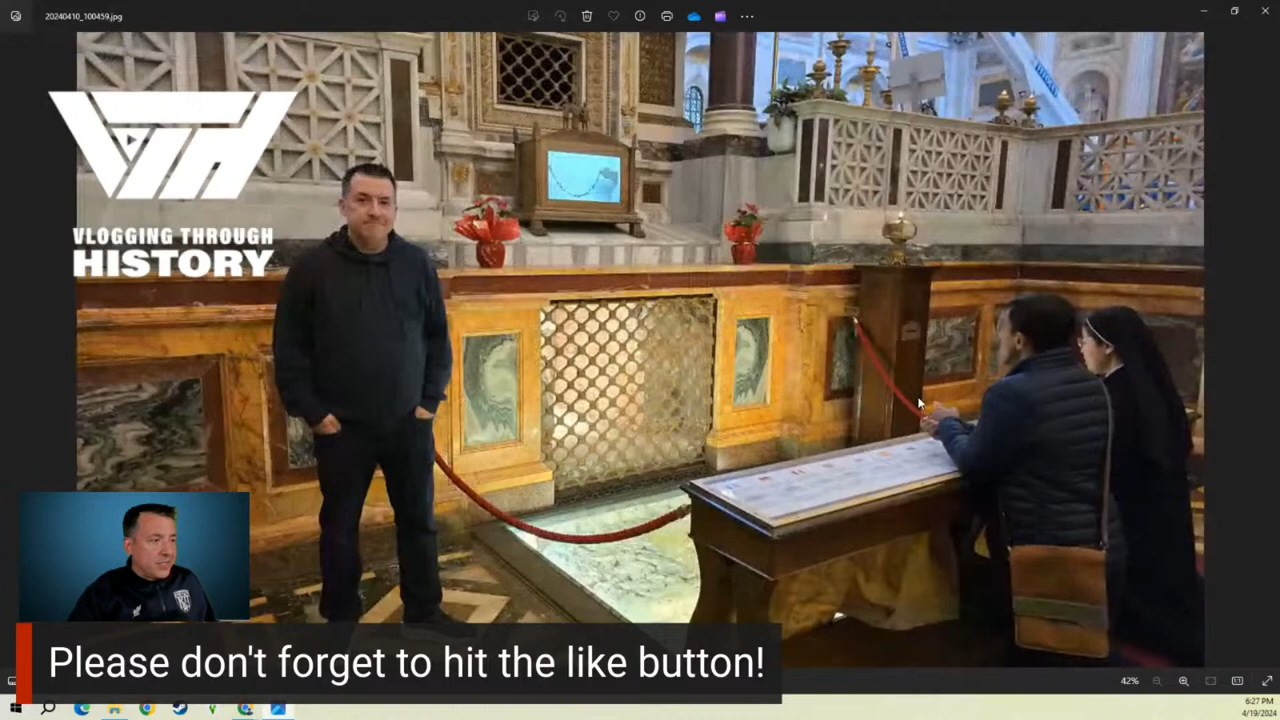 20240410_100459.jpg
VTH
VLOGGING THROUGH
HISTORY
Please don't forget to hit the like button!
42%
6:27 PM
4/19/2024